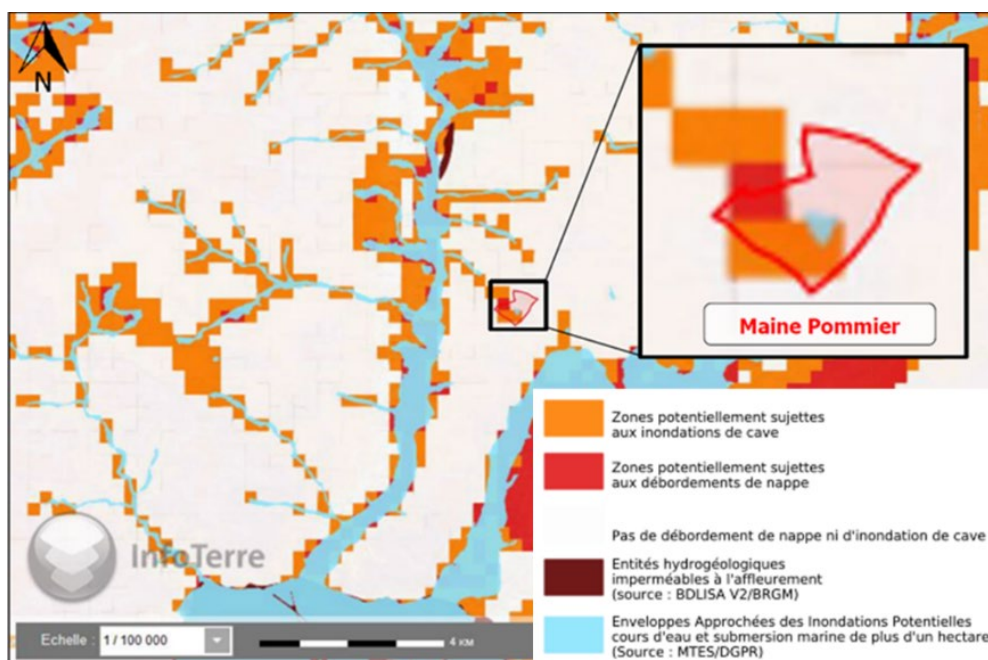 N
Maine Pommier
Zones potentiellement sujettes
aux inondations de cave
Zones potentiellement sujettes
aux débordements de nappe
Pas de débordement de nappe ni d'inondation de cave
Entités hydrogéologiques
imperméables à l'affleurement
(source : BDLISA V2/BRGM)
Enveloppes Approchées des Inondations Potentielles
cours d'eau et submersion marine de plus d'un hectare
(Source : MTES/DGPR)
InfoTerre
Echelle : 1 / 100 000
4 KM